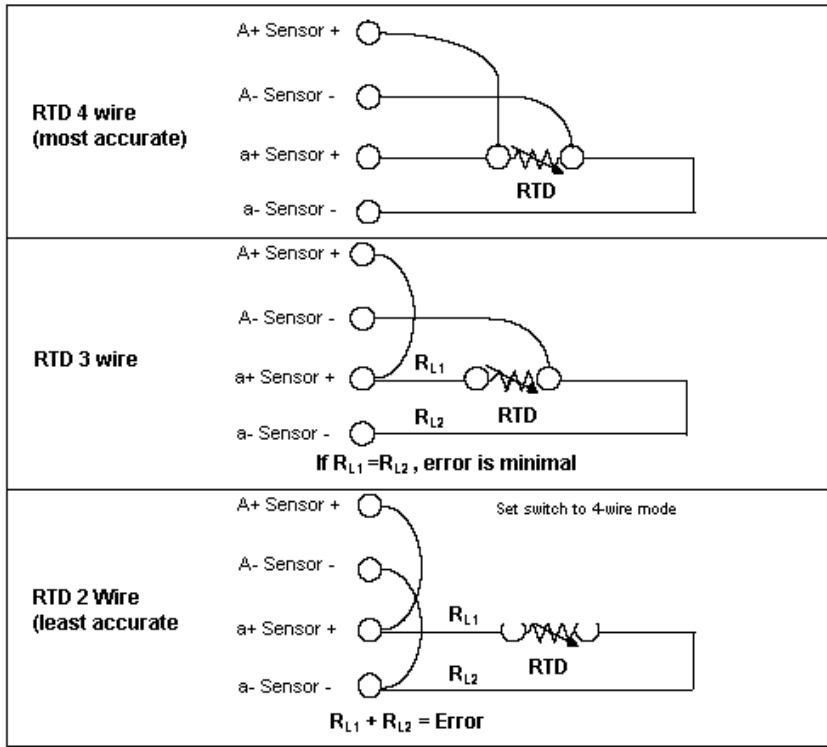 A+ Sensor +
A- Sensor -
RTD 4 wire
(most accurate)
a+ Sensor +
RTD
a- Sensor -
A+ Sensor +
A- Sensor -
RTD 3 wire
a+ Sensor +
RL1
RTD
RL2
a- Sensor -
If RL1 =RL2 , error is minimal
A+ Sensor +
Set switch to 4-wire mode
A- Sensor -
RTD 2 Wire
(least accurate
a+ Sensor +
RL1
RTD
RL2
a- Sensor -
RL1 + RL2 = Error